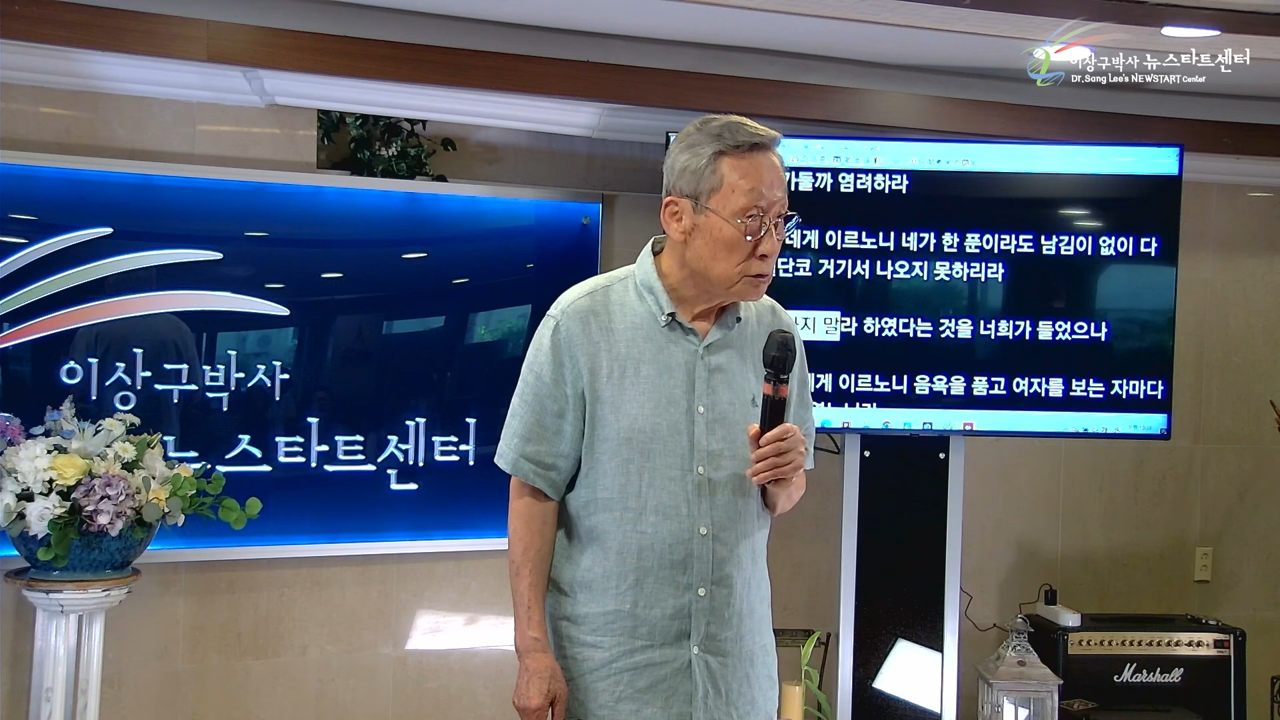 이상구박사 뉴스타트센터
Dr. Sang Lee's NEWSTART Center
가둘까 염려하라
네게 이르노니 네가 한 푼이라도 남김이 없이 다
단코 거기서 나오지 못하리라
지 말라 하였다는 것을 너희가 들었으나
이르노니 음욕을 품고 여자를 보는 자마다
이상구박사
뉴스타트센터
Marshall